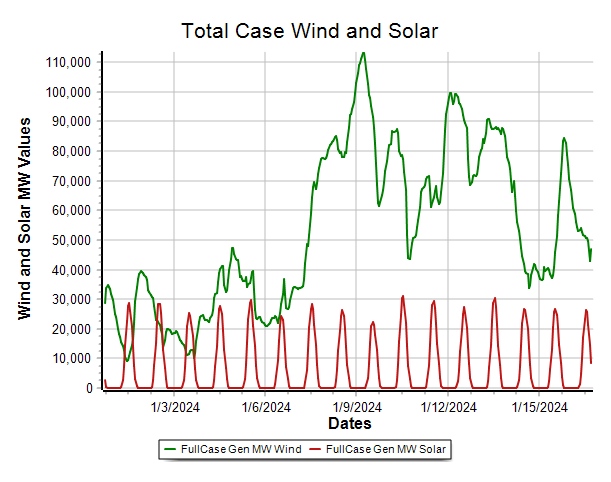 Total Case Wind and Solar
Wind and Solar MW Values
110,000
100,000
90,000
80,000
70,000
60,000
50,000
40,000
30,000
20,000
10,000
0
1/3/2024 1/6/2024 1/9/2024 1/12/2024 1/15/2024
Dates
FullCase Gen MW Wind FullCase Gen MW Solar